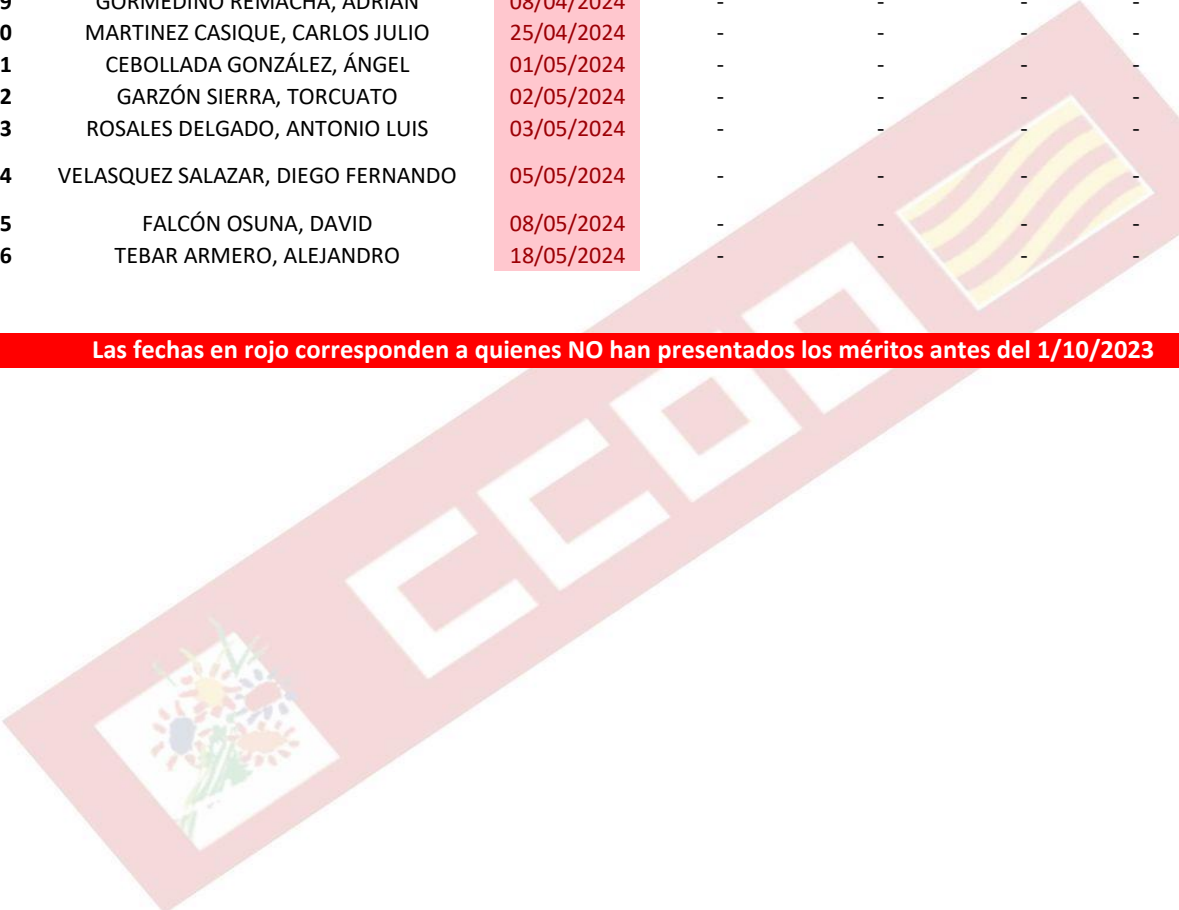 9 GORMEDINO REMACHA, ADRIÁN 08/04/2024 - - - -
0 MARTINEZ CASIQUE, CARLOS JULIO 25/04/2024 - - - -
1 CEBOLLADA GONZÁLEZ, ÁNGEL 01/05/2024 - - - -
2 GARZÓN SIERRA, TORCUATO 02/05/2024 - - - -
3 ROSALES DELGADO, ANTONIO LUIS 03/05/2024 - - - -
4 VELASQUEZ SALAZAR, DIEGO FERNANDO 05/05/2024 - - - -
5 FALCÓN OSUNA, DAVID 08/05/2024 - - - -
6 TEBAR ARMERO, ALEJANDRO 18/05/2024 - - - -
Las fechas en rojo corresponden a quienes NO han presentados los méritos antes del 1/10/2023
CCOO